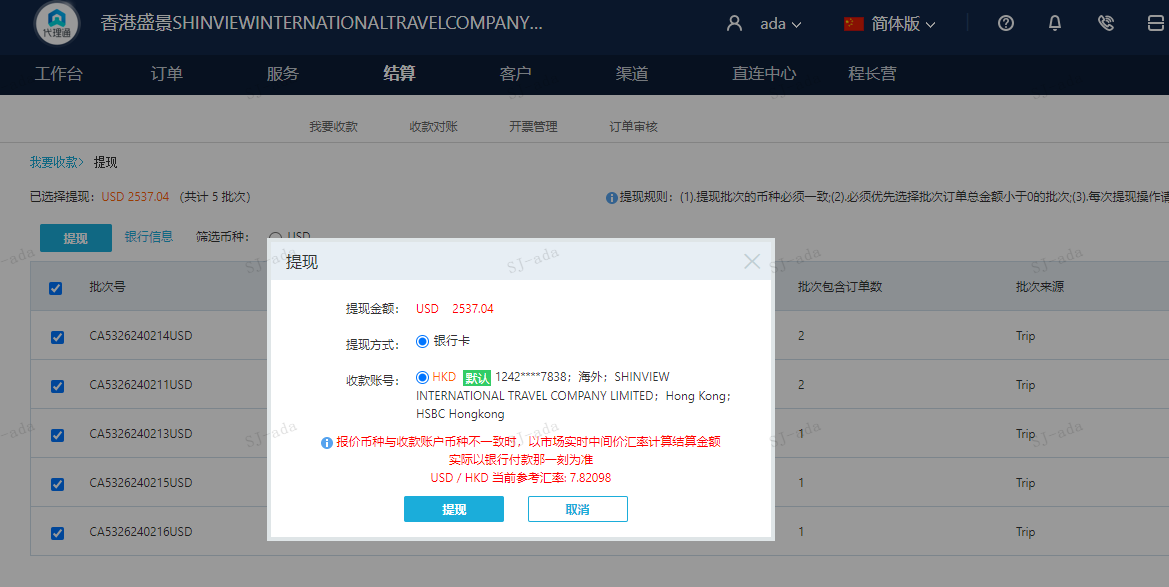 代理通
香港盛景SHINVIEWINTERNATIONALTRAVELCOMPANY...
ada
简体版
工作台 订单 服务 结算 客户 渠道 直连中心 程长营
我要收款 收款对账 开票管理 订单审核
我要收款> 提现
已选择提现: USD 2537.04 (共计 5 批次)
提现规则: (1).提现批次的币种必须一致;(2).必须优先选择批次订单总金额小于0的批次;(3).每次提现操作请
提现 银行信息 筛选币种: USD
提现
批次号 批次包含订单数 批次来源
CA5326240214USD 2 Trip
CA5326240211USD 2 Trip
CA5326240213USD 1 Trip
CA5326240215USD 1 Trip
CA5326240216USD 1 Trip
提现金额: USD 2537.04
提现方式: 银行卡
收款账号: HKD 默认 1242****7838; 海外; SHINVIEW
INTERNATIONAL TRAVEL COMPANY LIMITED; Hong Kong;
HSBC Hongkong
报价币种与收款账户币种不一致时, 以市场实时中间价汇率计算结算金额
实际以银行付款那一刻为准
USD / HKD 当前参考汇率: 7.82098
提现 取消
SJ-ada